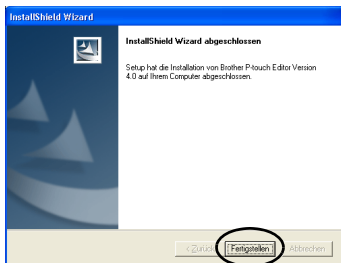 InstallShield Wizard
InstallShield Wizard abgeschlossen
Setup hat die Installation von Brother P-touch Editor Version
4.0 auf Ihrem Computer abgeschlossen.
< Zurück Fertigstellen Abbrechen